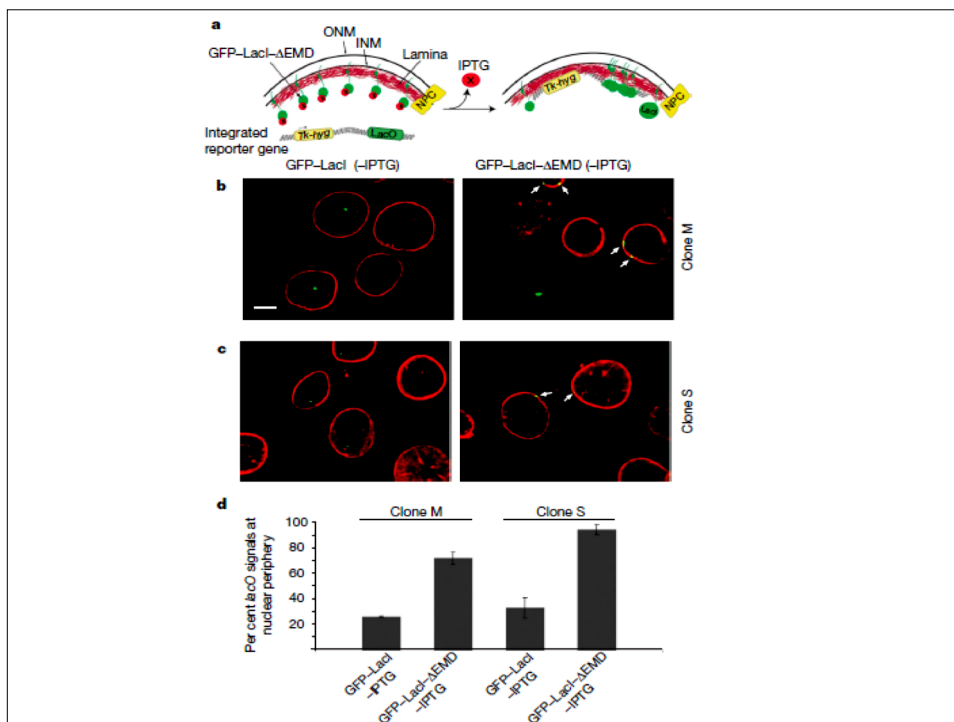 a
ONM
INM
GFP–LacI–ΔEMD
Lamina
IPTG
X
NPC
Tk-hyg
NPC
Integrated
reporter gene
Tk-hyg
LacO
GFP–LacI (–IPTG)
GFP–LacI–ΔEMD (–IPTG)
b
Clone M
c
Clone S
d
Clone M
Clone S
Per cent lacO signals at
nuclear periphery
100
80
60
40
20
GFP–LacI
–IPTG
GFP–LacI–ΔEMD
–IPTG
GFP–LacI
–IPTG
GFP–LacI–ΔEMD
–IPTG